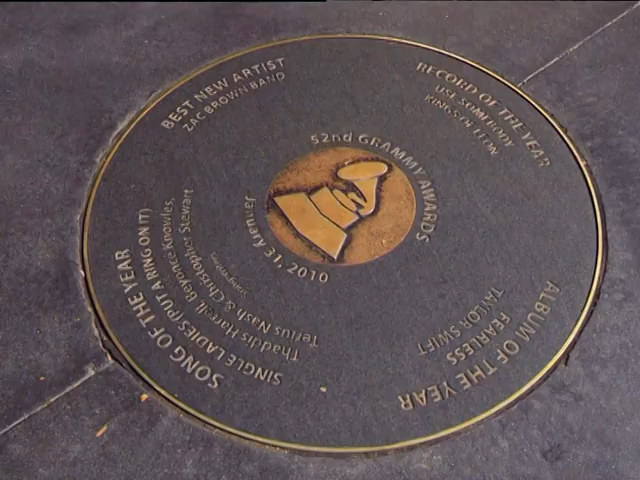 BEST NEW ARTIST
ZAC BROWN BAND
RECORD OF THE YEAR
USE SOMEBODY
KINGS OF LEON
52nd GRAMMY AWARDS
January 31, 2010
SONG OF THE YEAR
SINGLE LADIES (PUT A RING ON IT)
Thaddis Harrell, Beyoncé Knowles,
Terius Nash & Christopher Stewart
Songwriters
ALBUM OF THE YEAR
FEARLESS
TAYLOR SWIFT